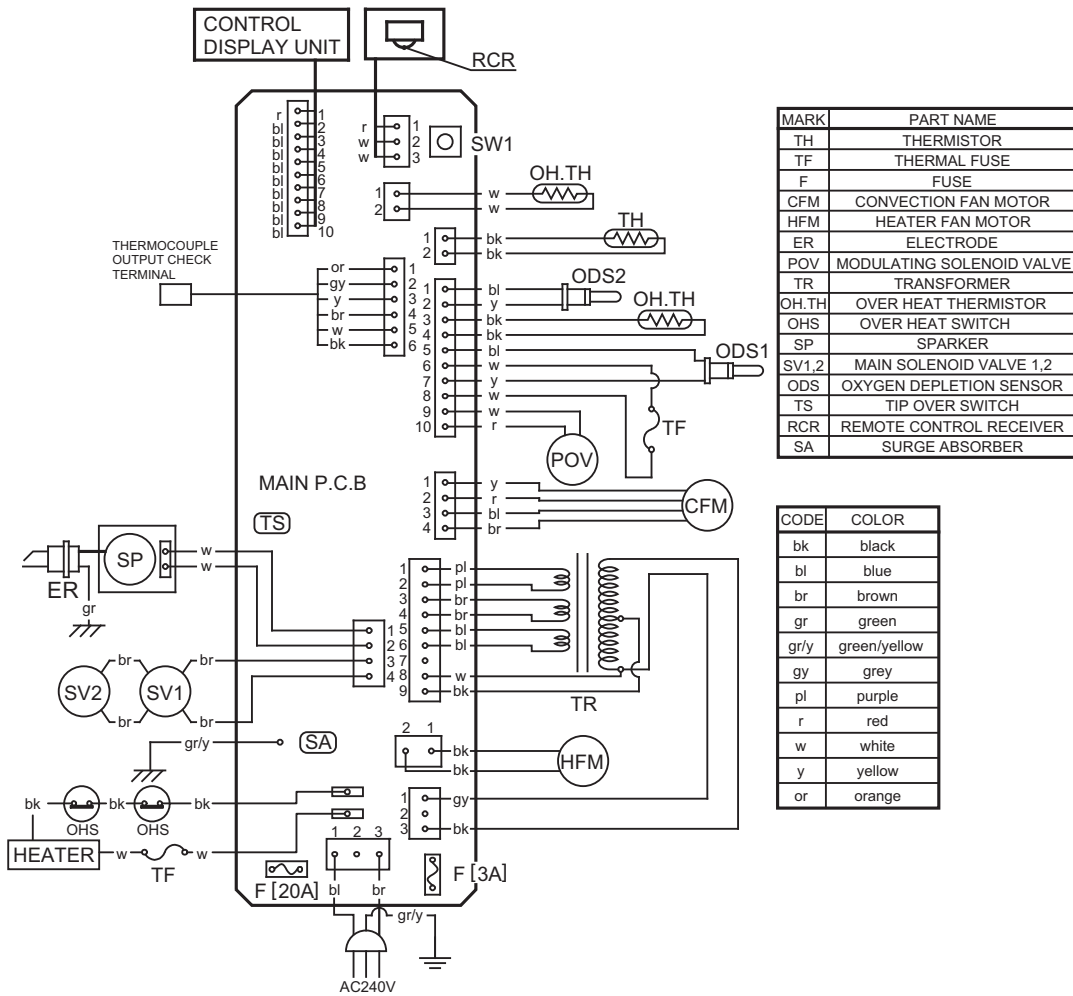 CONTROL
DISPLAY UNIT
RCR
r 1
bl 2
bl 3
bl 4
bl 5
bl 6
bl 7
bl 8
bl 9
bl 10
r 1
w 2
w 3
SW1
1 w
2 w
OH.TH
1 bk
2 bk
TH
THERMOCOUPLE
OUTPUT CHECK
TERMINAL
or 1
gy 2
y 3
br 4
w 5
bk 6
1 bl
2 y
3 bk
4 bk
5 bl
6 w
7 y
8 w
9 w
10 r
ODS2
OH.TH
ODS1
TF
POV
MAIN P.C.B
TS
1 y
2 r
3 bl
4 br
CFM
SP
w
w
ER
gr
1
2
3
4
1 pl
2 pl
3 br
4 br
5 bl
6 bl
7
8 w
9 bk
TR
br br
SV2 SV1
br br
gr/y
SA
2 1
bk
bk
HFM
bk bk bk
OHS OHS
HEATER w w
TF
1 gy
2
3 bk
1 2 3
F [20A]
bl br
F [3A]
gr/y
AC240V
MARK PART NAME
TH THERMISTOR
TF THERMAL FUSE
F FUSE
CFM CONVECTION FAN MOTOR
HFM HEATER FAN MOTOR
ER ELECTRODE
POV MODULATING SOLENOID VALVE
TR TRANSFORMER
OH.TH OVER HEAT THERMISTOR
OHS OVER HEAT SWITCH
SP SPARKER
SV1,2 MAIN SOLENOID VALVE 1,2
ODS OXYGEN DEPLETION SENSOR
TS TIP OVER SWITCH
RCR REMOTE CONTROL RECEIVER
SA SURGE ABSORBER
CODE COLOR
bk black
bl blue
br brown
gr green
gr/y green/yellow
gy grey
pl purple
r red
w white
y yellow
or orange